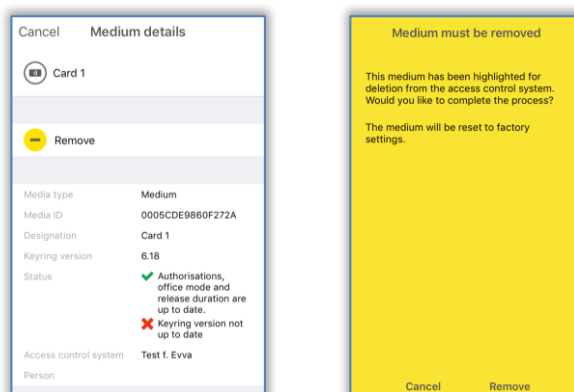 Cancel Medium details
Card 1
Remove
Media type Medium
Media ID 0005CDE9860F272A
Designation Card 1
Keyring version 6.18
Status Authorisations,
office mode and
release duration are
up to date.
Keyring version not
up to date
Access control system Test f. Evva
Person
Medium must be removed
This medium has been highlighted for
deletion from the access control system.
Would you like to complete the process?
The medium will be reset to factory
settings.
Cancel Remove